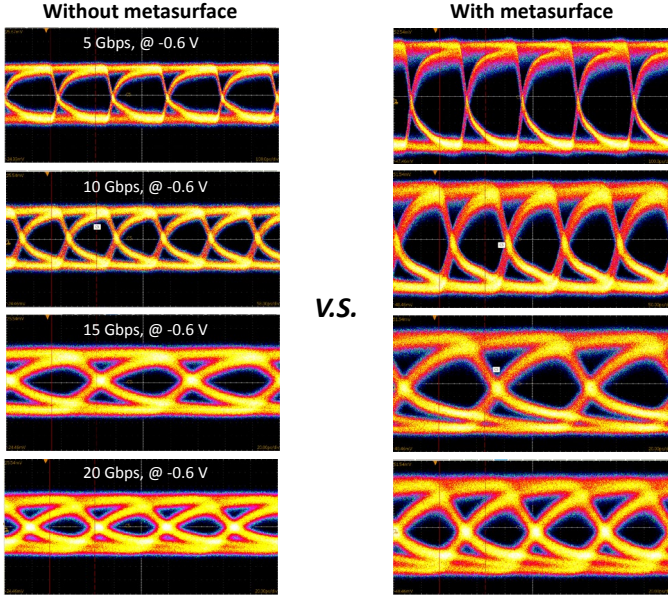 Without metasurface
With metasurface
5 Gbps, @ -0.6 V
10 Gbps, @ -0.6 V
V.S.
15 Gbps, @ -0.6 V
20 Gbps, @ -0.6 V